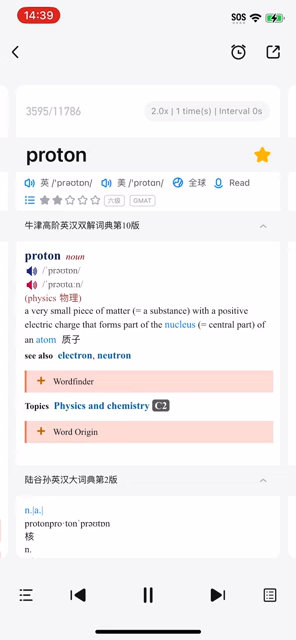 14:39
SOS
3595/11786
2.0x | 1 time(s) | Interval 0s
proton
英 /ˈprəʊtɒn/ 美 /ˈprɒtɑn/ 全球 Read
六级 GMAT
牛津高阶英汉双解词典第10版
proton noun
/ˈprəʊtɒn/
/ˈprəʊtɑːn/
(physics 物理)
a very small piece of matter (= a substance) with a positive
electric charge that forms part of the nucleus (= central part) of
an atom 质子
see also electron, neutron
+ Wordfinder
Topics Physics and chemistry C2
+ Word Origin
陆谷孙英汉大词典第2版
n.|a.|
protonpro·tonˈprəʊtɒn
核
n.